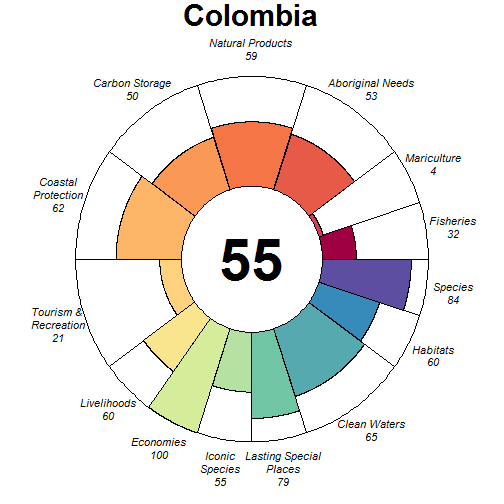 Colombia
Natural Products
59
Aboriginal Needs
53
Mariculture
4
Fisheries
32
Species
84
Habitats
60
Clean Waters
65
Lasting Special
Places
79
Iconic
Species
55
Economies
100
Livelihoods
60
Tourism &
Recreation
21
Coastal
Protection
62
Carbon Storage
50
55